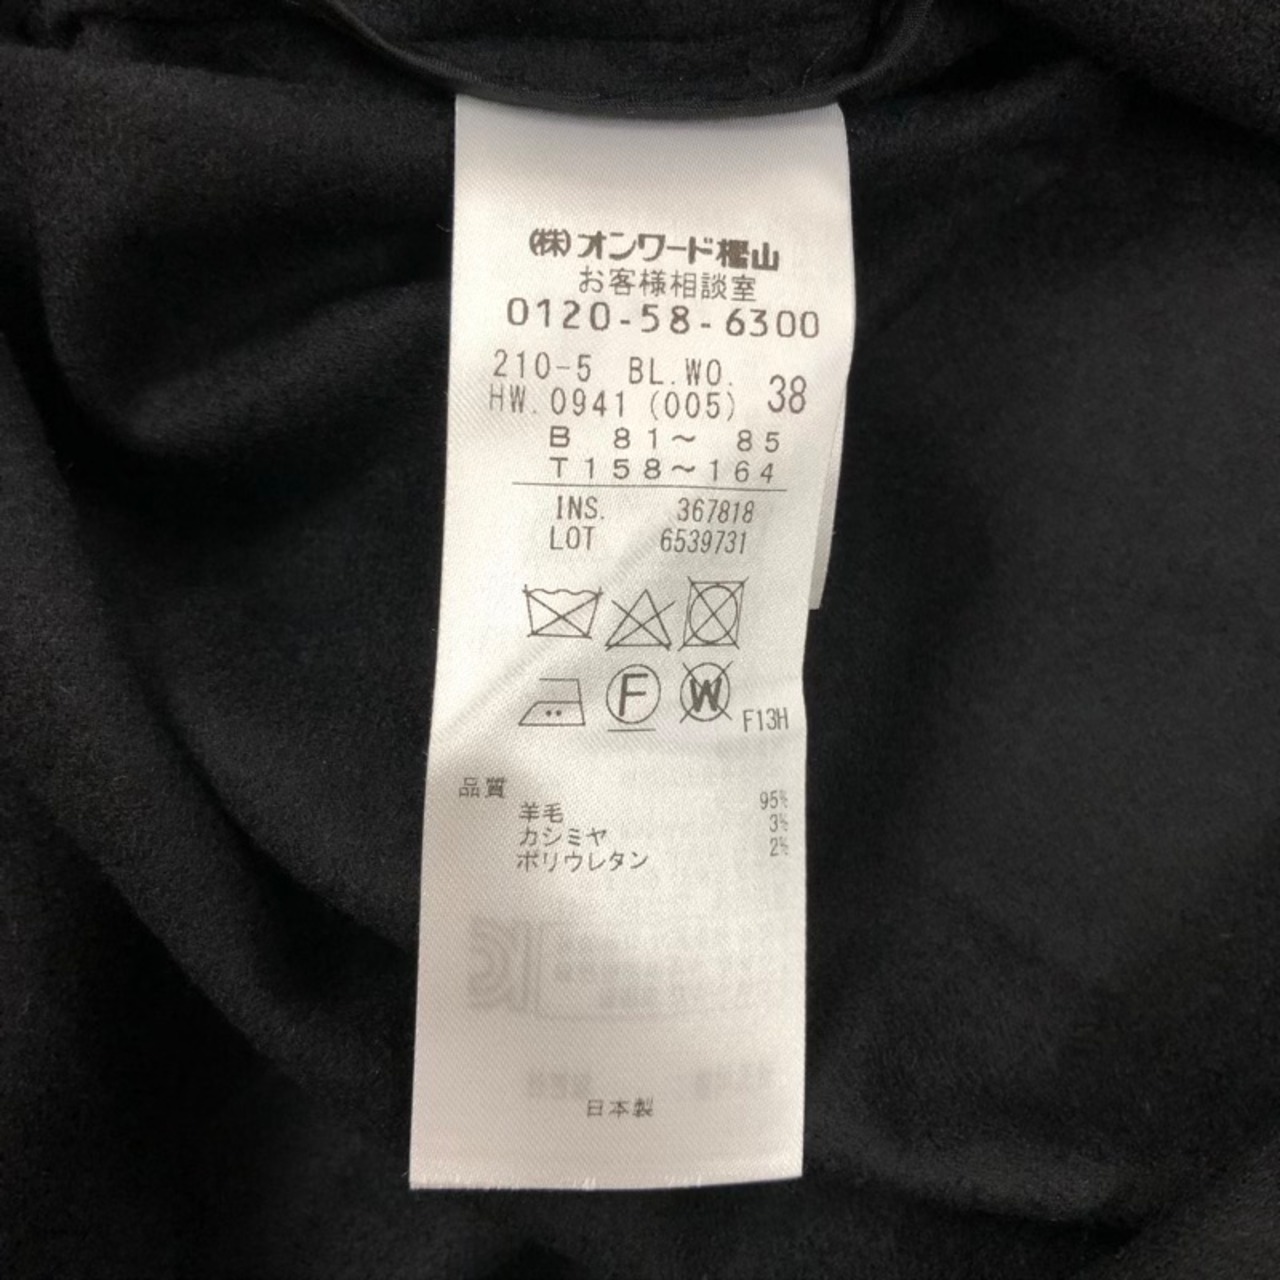 (株)オンワード樫山
お客様相談室
0120-58-6300
210-5 BL.WO. 38
HW.0941 (005)
B 81～ 85
T158～164
INS. 367818
LOT 6539731
F W F13H
品質
羊毛 95%
カシミヤ 3%
ポリウレタン 2%
日本製